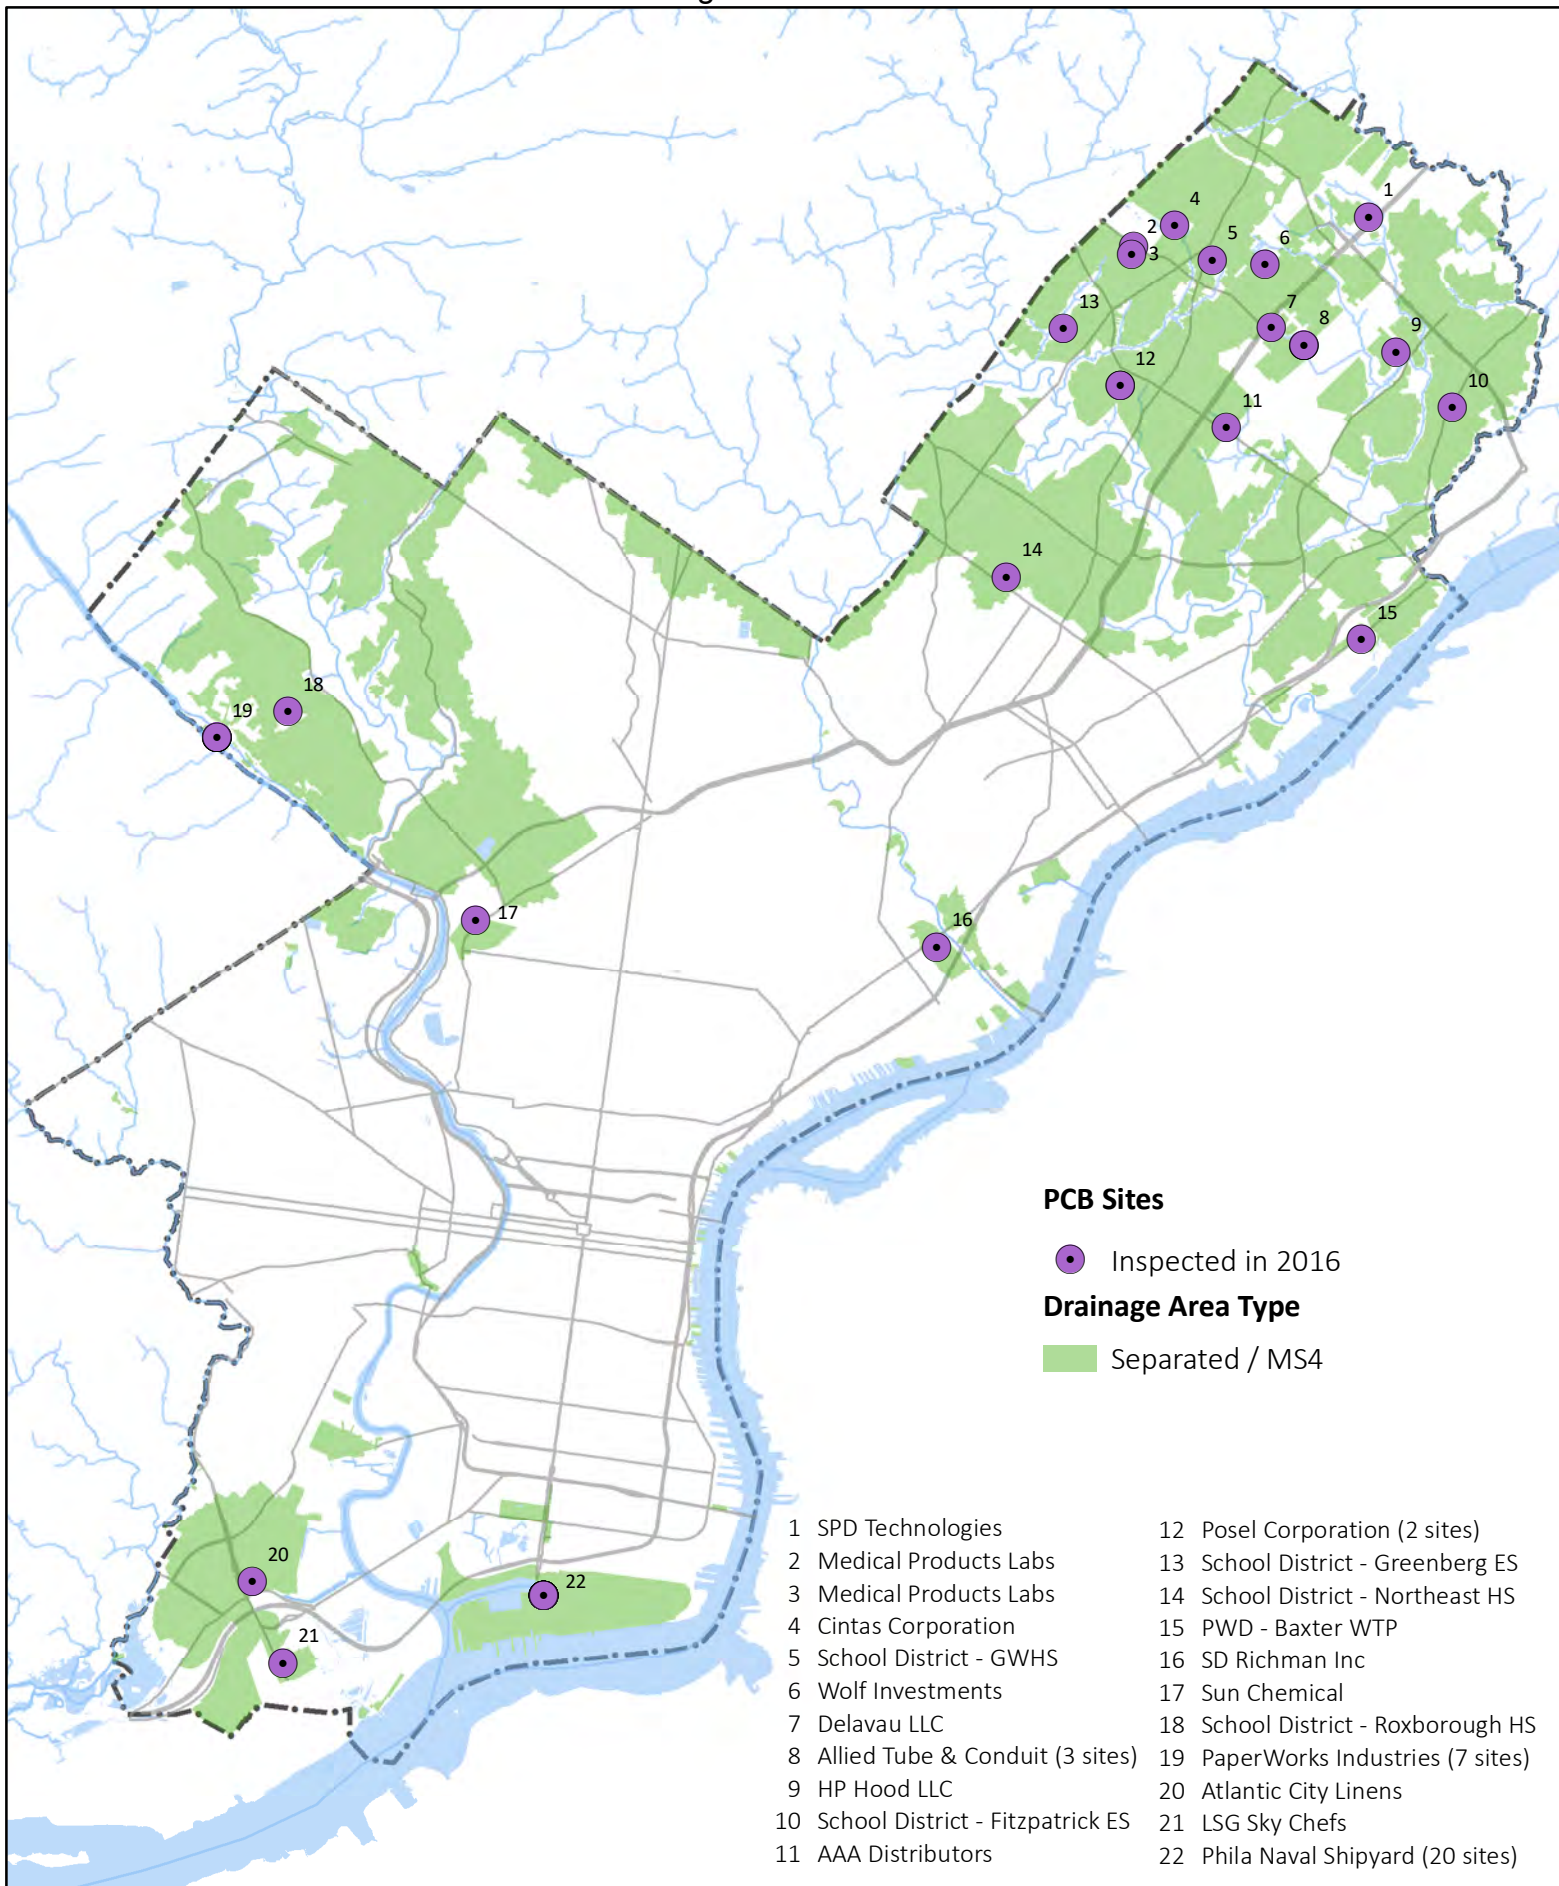 1
4
2
5
6
3
13
7
8
9
12
10
11
14
15
18
19
17
16
PCB Sites
Inspected in 2016
Drainage Area Type
Separated / MS4
20
22
21
1 SPD Technologies
2 Medical Products Labs
3 Medical Products Labs
4 Cintas Corporation
5 School District - GWHS
6 Wolf Investments
7 Delavau LLC
8 Allied Tube & Conduit (3 sites)
9 HP Hood LLC
10 School District - Fitzpatrick ES
11 AAA Distributors
12 Posel Corporation (2 sites)
13 School District - Greenberg ES
14 School District - Northeast HS
15 PWD - Baxter WTP
16 SD Richman Inc
17 Sun Chemical
18 School District - Roxborough HS
19 PaperWorks Industries (7 sites)
20 Atlantic City Linens
21 LSG Sky Chefs
22 Phila Naval Shipyard (20 sites)